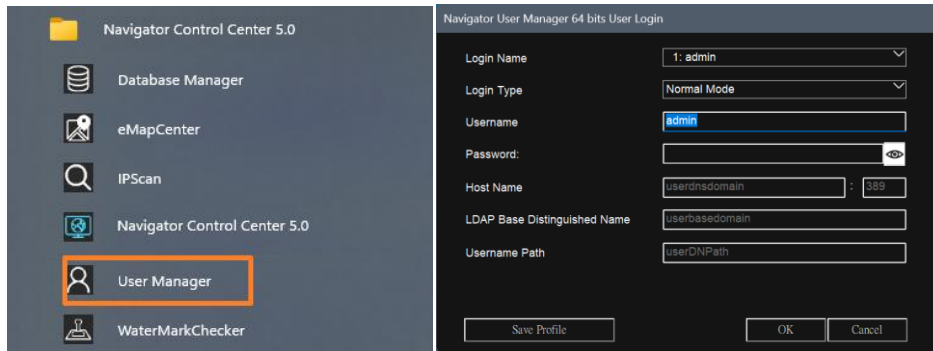 Navigator Control Center 5.0
Database Manager
eMapCenter
IPScan
Navigator Control Center 5.0
User Manager
WaterMarkChecker
Navigator User Manager 64 bits User Login
Login Name 1: admin
Login Type Normal Mode
Username admin
Password:
Host Name userdnsdomain : 389
LDAP Base Distinguished Name userbasedomain
Username Path userDNPath
Save Profile OK Cancel